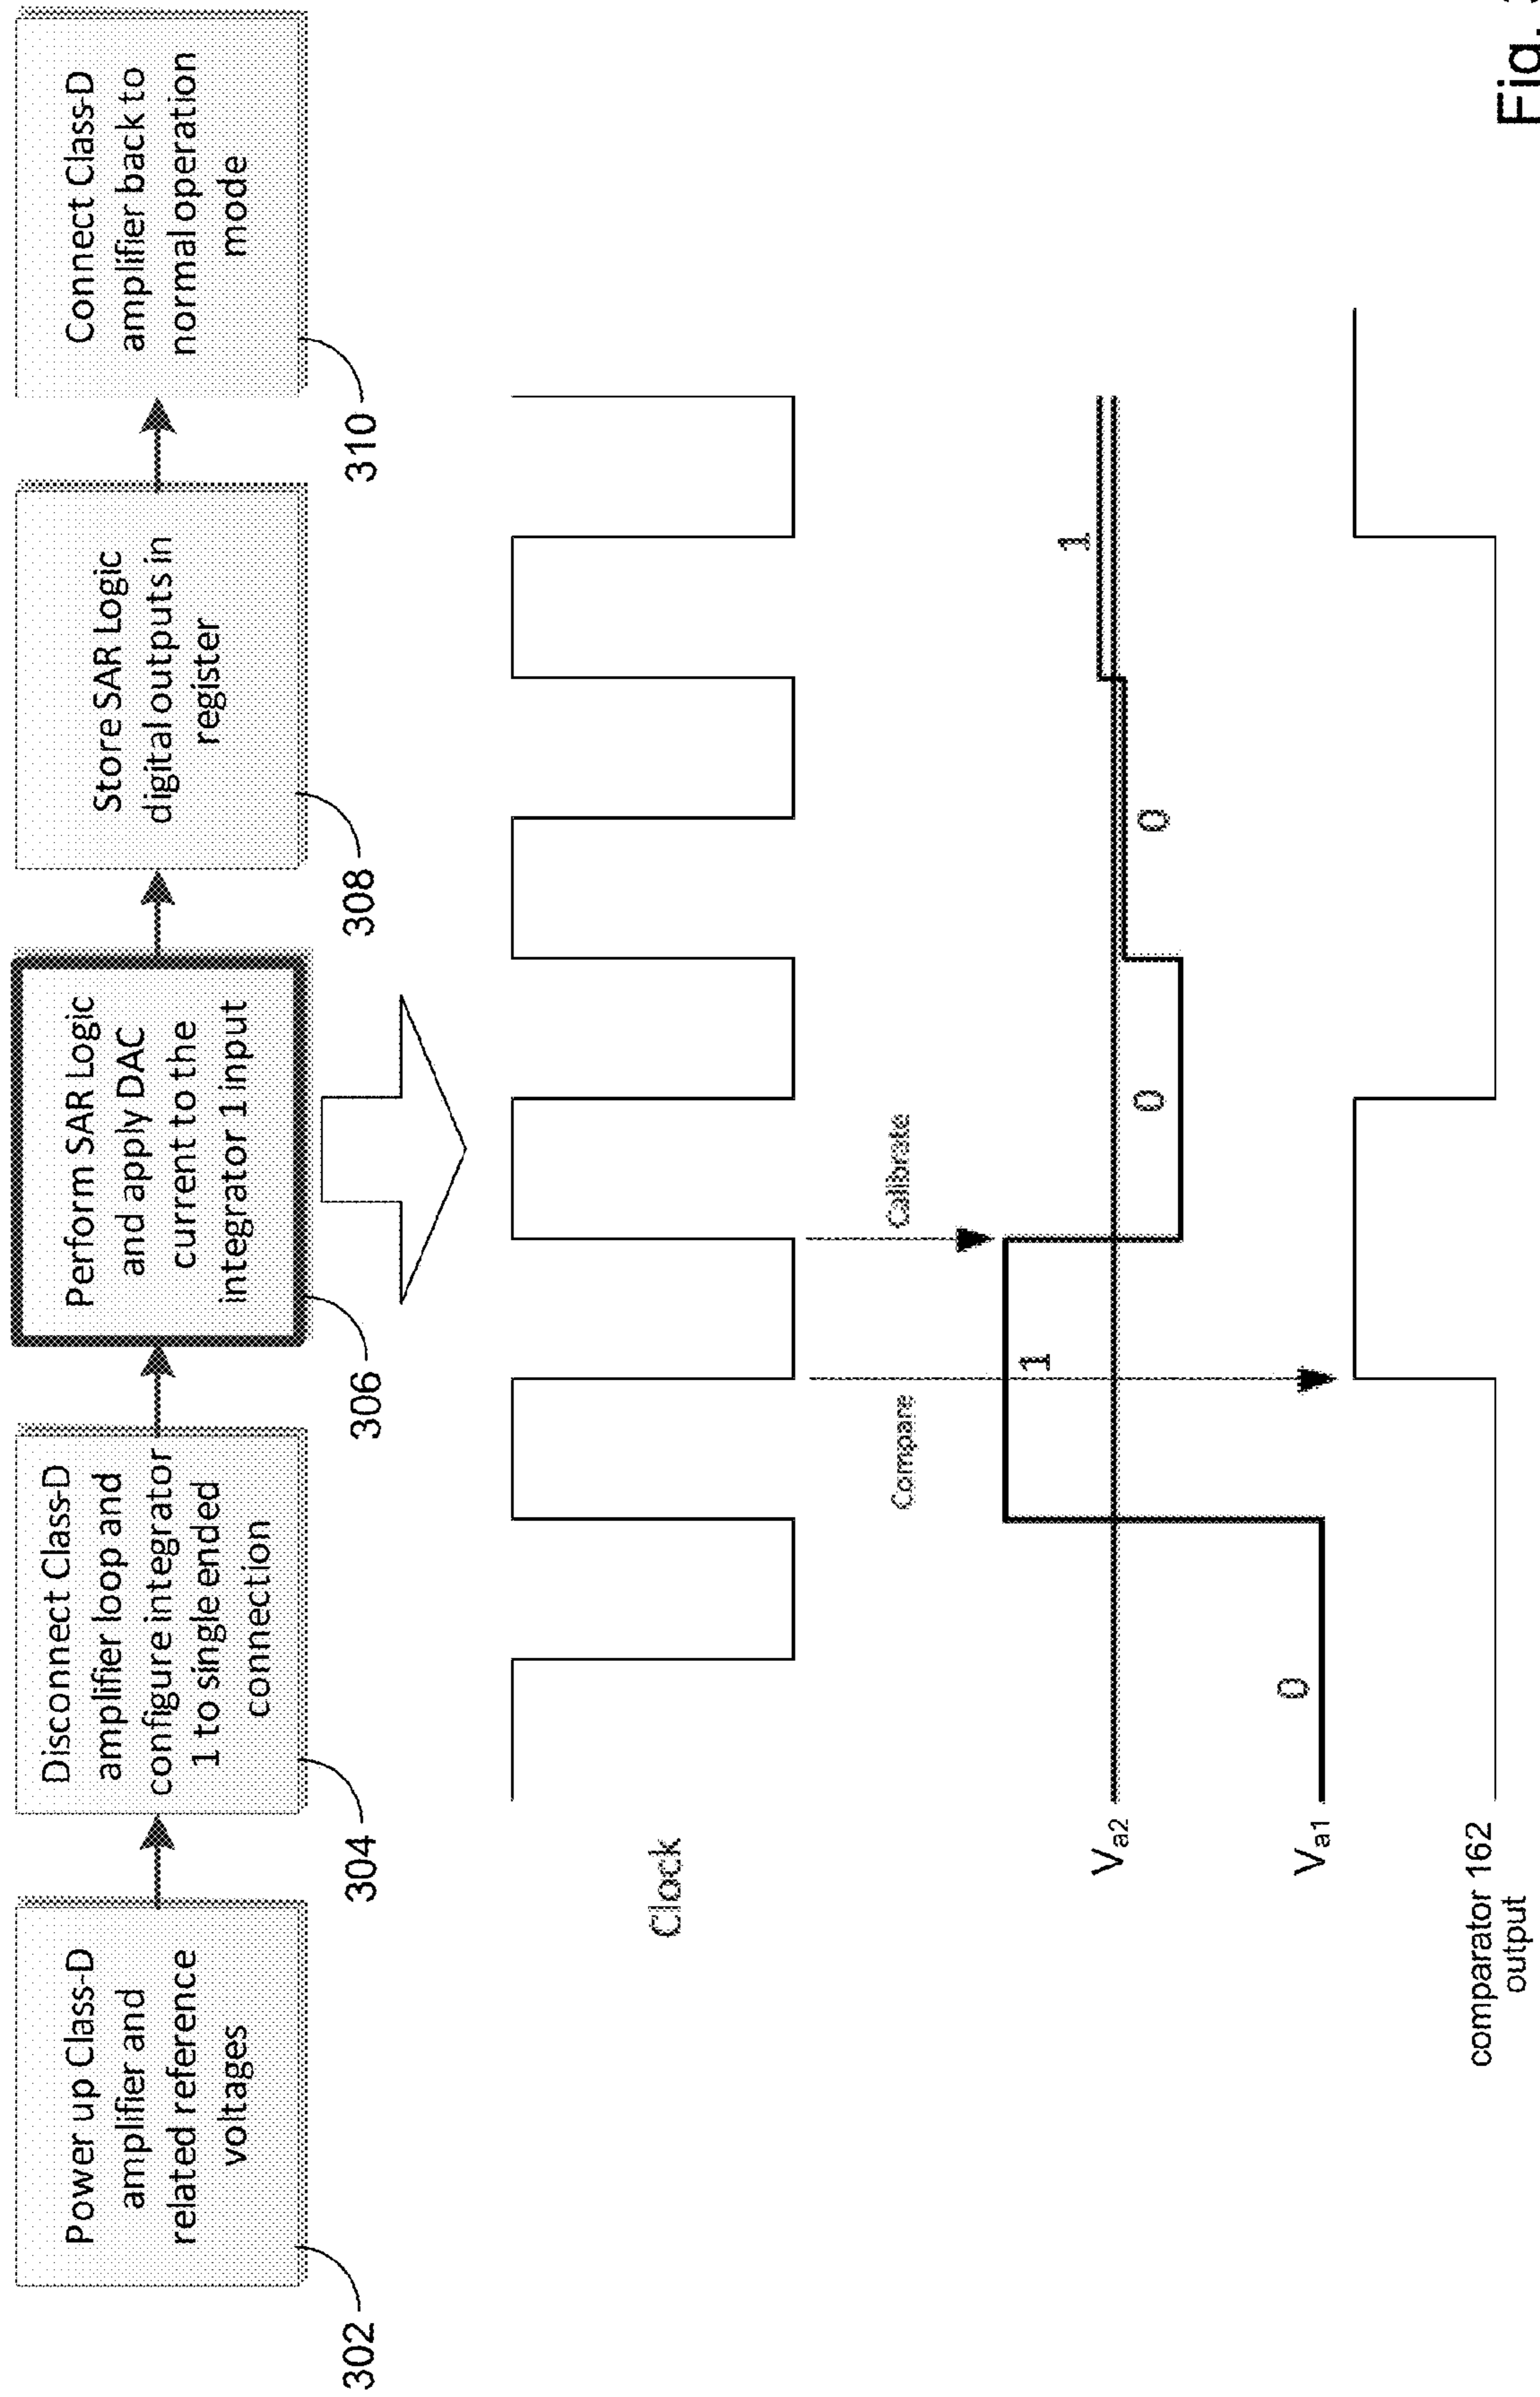 Power up Class-D
amplifier and
related reference
voltages
302
Disconnect Class-D
amplifier loop and
configure integrator
1 to single ended
connection
304
Perform SAR Logic
and apply DAC
current to the
integrator 1 input
306
Store SAR Logic
digital outputs in
register
308
Connect Class-D
amplifier back to
normal operation
mode
310
Clock
Compare
Calibrate
Va2
Va1
0
1
0
0
1
comparator 162
output
Fig.